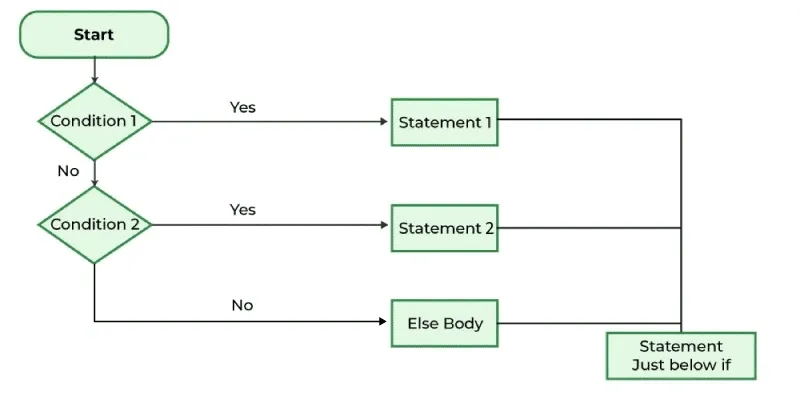 Start
Condition 1
Yes
Statement 1
No
Condition 2
Yes
Statement 2
No
Else Body
Statement
Just below if